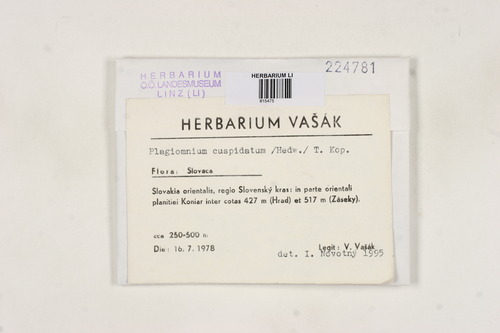 HERBARIUM
O.Ö. LANDESMUSEUM
LINZ (LI)
HERBARIUM LI
815475
224781
HERBARIUM VAŠÁK
Plagiomnium cuspidatum /Hedw./ T. Kop.
Flora: Slovaca
Slovakia orientalis, regio Slovenský kras: in parte orientali
planitiei Koniar inter cotas 427 m (Hrad) et 517 m (Záseky).
cca 250-500 m
Die: 16. 7. 1978
Legit: V. Vašák
det. I. Novotný 1995